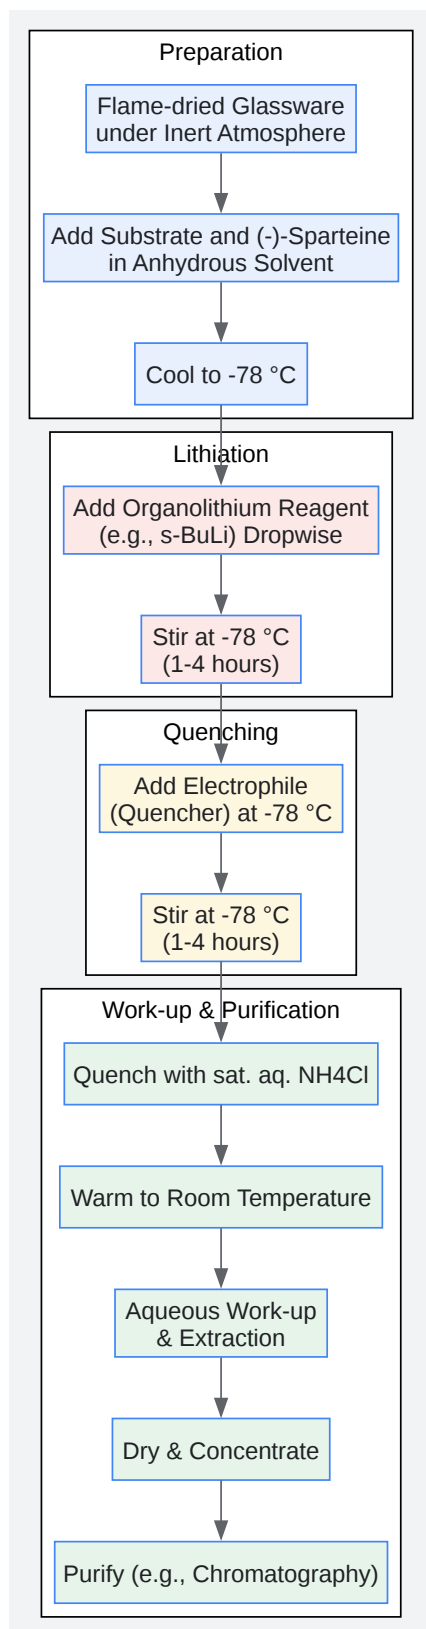 Preparation
Flame-dried Glassware
under Inert Atmosphere
Add Substrate and (-)-Sparteine
in Anhydrous Solvent
Cool to -78 °C
Lithiation
Add Organolithium Reagent
(e.g., s-BuLi) Dropwise
Stir at -78 °C
(1-4 hours)
Quenching
Add Electrophile
(Quencher) at -78 °C
Stir at -78 °C
(1-4 hours)
Work-up & Purification
Quench with sat. aq. NH4Cl
Warm to Room Temperature
Aqueous Work-up
& Extraction
Dry & Concentrate
Purify (e.g., Chromatography)